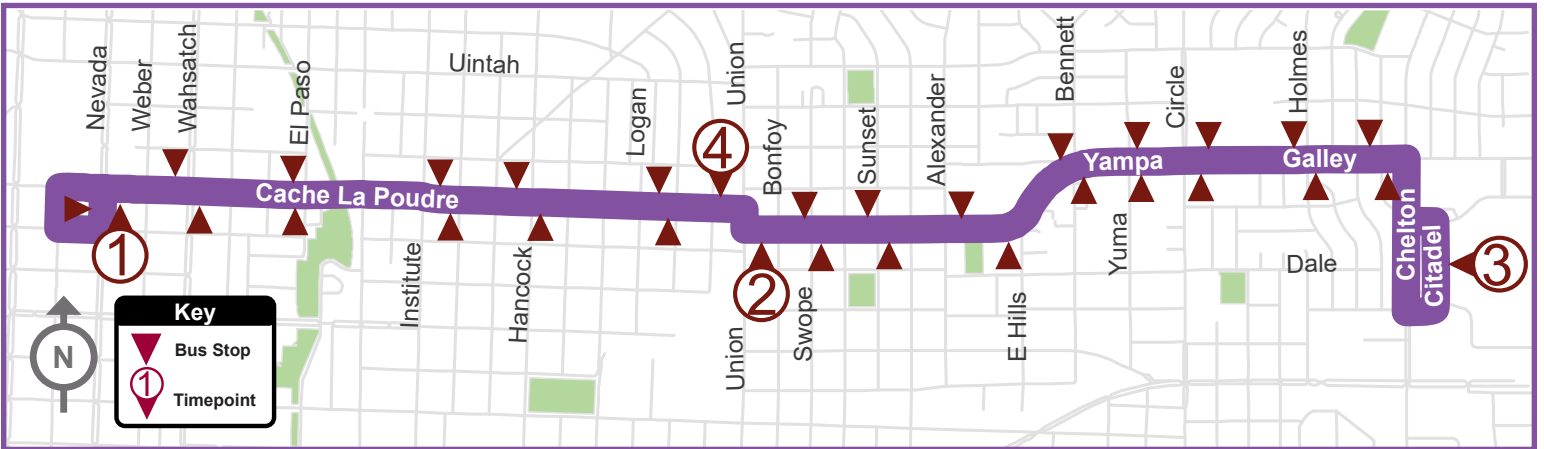 Nevada
Weber
Wahsatch
El Paso
Uintah
Logan
Union
Bonfoy
Sunset
Alexander
Bennett
Circle
Holmes
4
Yampa
Galley
Cache La Poudre
1
2
3
Chelton
Citadel
Institute
Hancock
Union
Swope
E Hills
Yuma
Dale
N
Key
Bus Stop
1
Timepoint